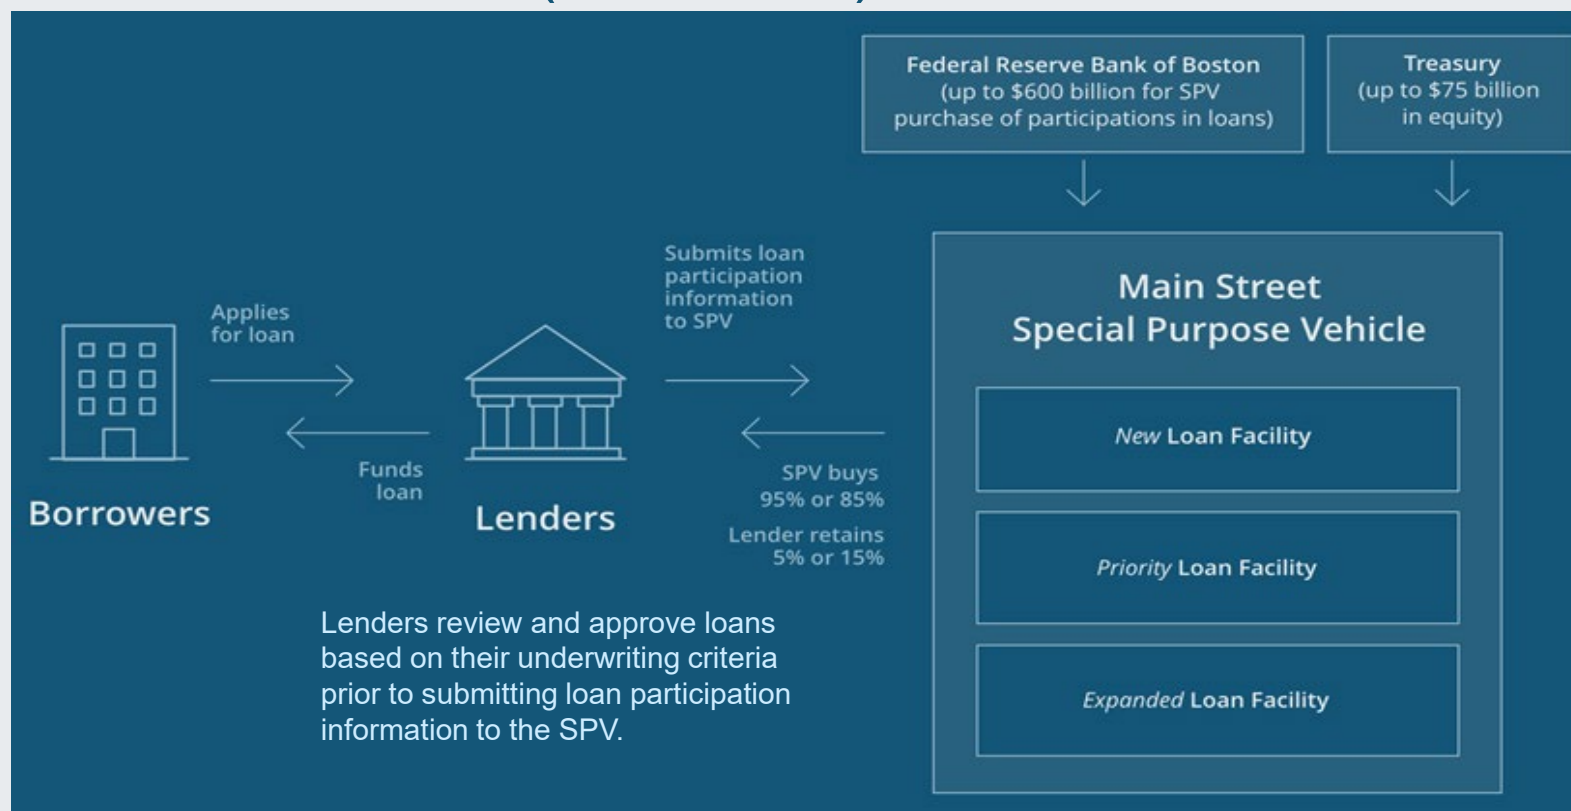 Federal Reserve Bank of Boston
(up to $600 billion for SPV
purchase of participations in loans)
Treasury
(up to $75 billion
in equity)
Applies
for loan
Funds
loan
Borrowers
Lenders
Submits loan
participation
information
to SPV
SPV buys
95% or 85%
Lender retains
5% or 15%
Main Street
Special Purpose Vehicle
New Loan Facility
Priority Loan Facility
Expanded Loan Facility
Lenders review and approve loans
based on their underwriting criteria
prior to submitting loan participation
information to the SPV.